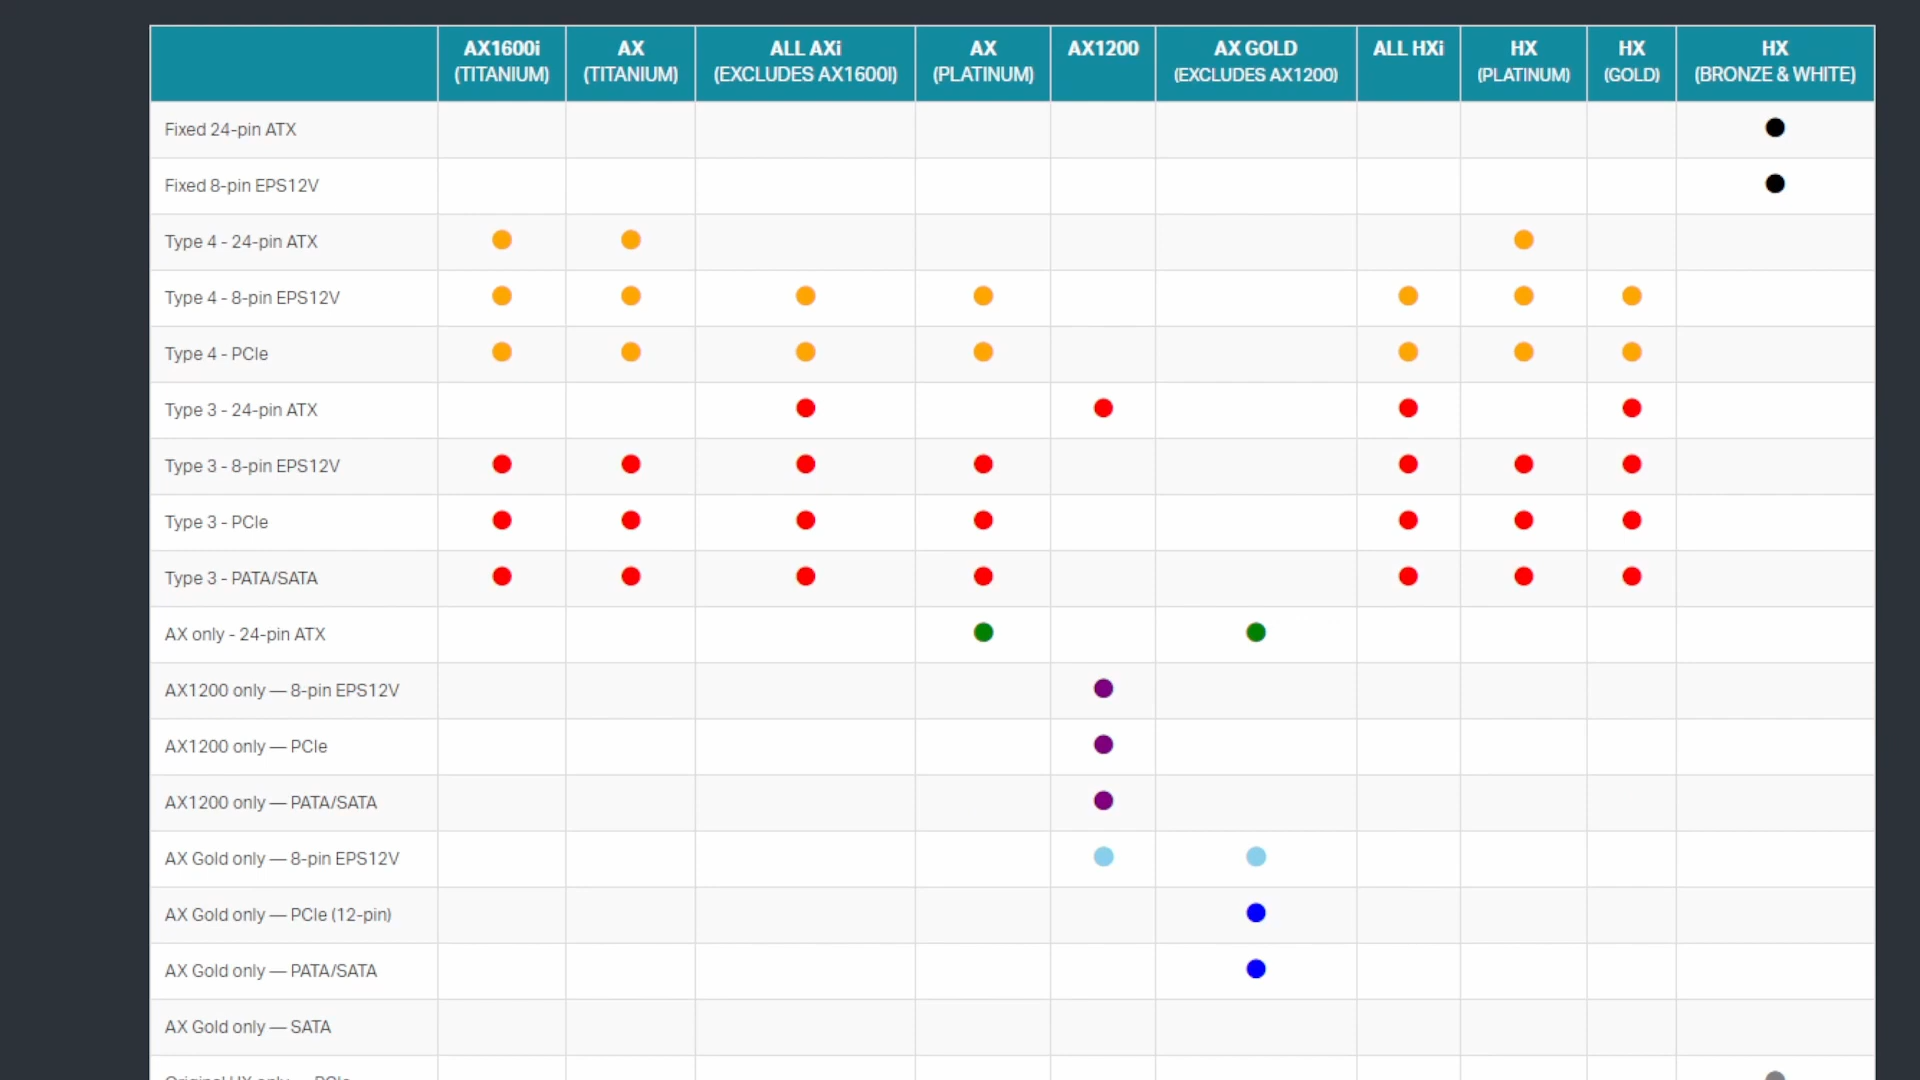 AX1600i
(TITANIUM)
AX
(TITANIUM)
ALL AXi
(EXCLUDES AX1600I)
AX
(PLATINUM)
AX1200
AX GOLD
(EXCLUDES AX1200)
ALL HXi
HX
(PLATINUM)
HX
(GOLD)
HX
(BRONZE & WHITE)
Fixed 24-pin ATX
Fixed 8-pin EPS12V
Type 4 - 24-pin ATX
Type 4 - 8-pin EPS12V
Type 4 - PCIe
Type 3 - 24-pin ATX
Type 3 - 8-pin EPS12V
Type 3 - PCIe
Type 3 - PATA/SATA
AX only - 24-pin ATX
AX1200 only — 8-pin EPS12V
AX1200 only — PCIe
AX1200 only — PATA/SATA
AX Gold only — 8-pin EPS12V
AX Gold only — PCIe (12-pin)
AX Gold only — PATA/SATA
AX Gold only — SATA